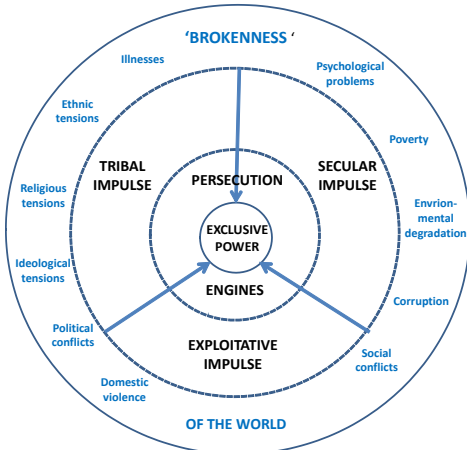 'BROKENNESS '
Illnesses
Psychological
problems
Ethnic
tensions
Poverty
TRIBAL
IMPULSE
PERSECUTION
SECULAR
IMPULSE
Religious
tensions
Envrion-
mental
degradation
EXCLUSIVE
POWER
Ideological
tensions
ENGINES
Corruption
Political
conflicts
EXPLOITATIVE
IMPULSE
Social
conflicts
Domestic
violence
OF THE WORLD